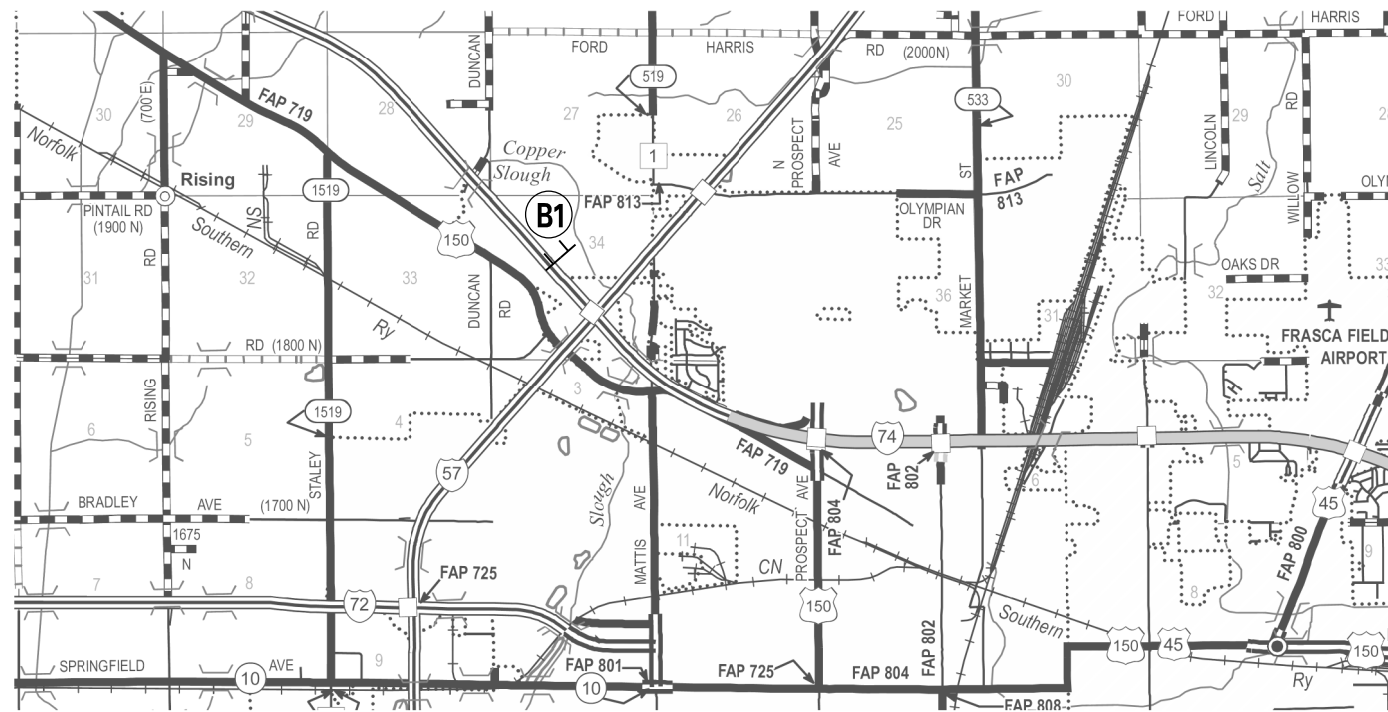 FORD
HARRIS
RD
(2000N)
FORD
HARRIS
DUNCAN
519
30
FAP 719
28
27
26
30
(700'E)
29
533
25
29
RD
Norfolk
N
PROSPECT
AVE
LINCOLN
Copper
Slough
1
ST
Salt
Rising
1519
FAP 813
FAP
813
WILLOW
B1
PINTAIL RD
(1900 N)
OLYMPIAN
DR
NS
RD
Southern
150
34
RD
31
32
33
36
MARKET
OAKS DR
32
33
DUNCAN
RD
Ry
31
FRASCA FIELD
AIRPORT
RD (1800 N)
3
H
RISING
1519
4
6
5
74
FAP 719
FAP
802
5
STALEY
57
6
BRADLEY
AVE
(1700 N)
Slough
AVE
Norfolk
AVE
FAP 804
45
1675
N
MATTIS
11
PROSPECT
FAP 800
9
7
8
FAP 725
CN
8
72
150
Southern
FAP 802
150
45
150
SPRINGFIELD
AVE
9
FAP 801
FAP 725
FAP 804
10
10
Ry
FAP 808